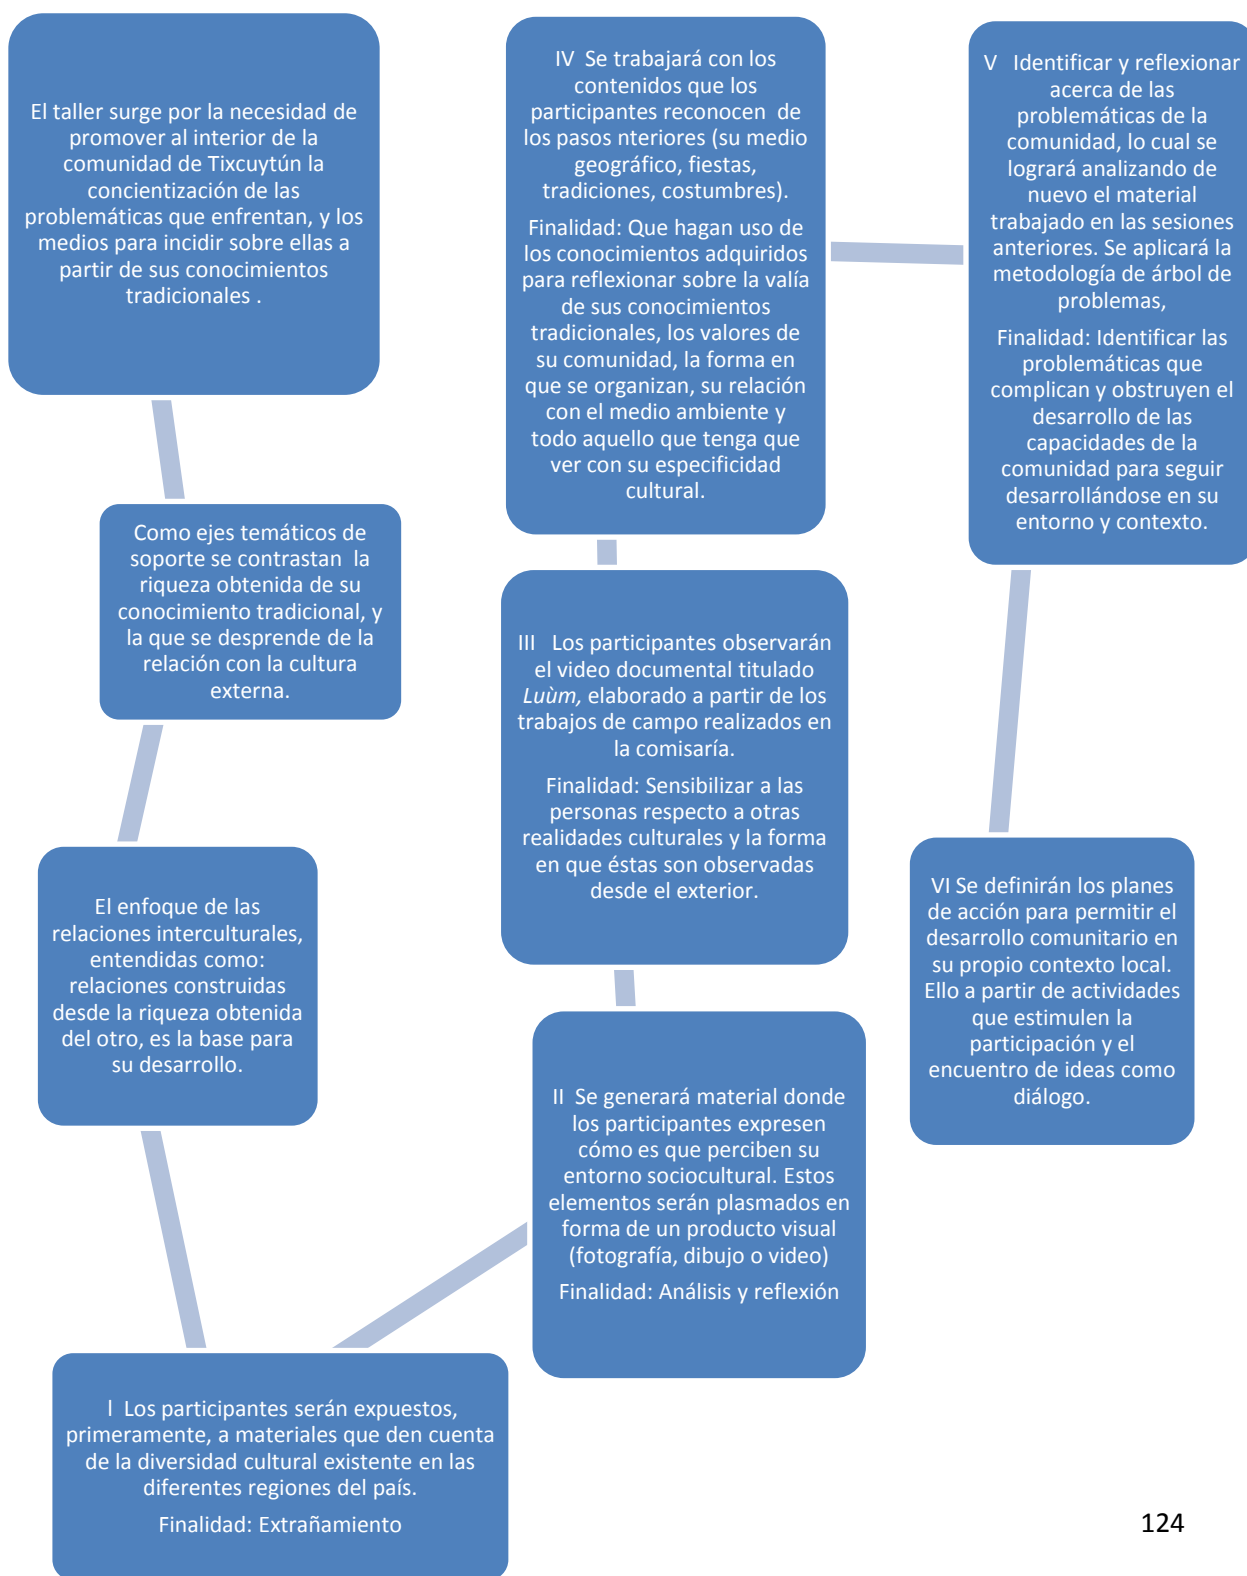 El taller surge por la necesidad de
promover al interior de la
comunidad de Tixcuytún la
concientización de las
problemáticas que enfrentan, y los
medios para incidir sobre ellas a
partir de sus conocimientos
tradicionales .
Como ejes temáticos de
soporte se contrastan  la
riqueza obtenida de su
conocimiento tradicional, y
la que se desprende de la
relación con la cultura
externa.
El enfoque de las
relaciones interculturales,
entendidas como:
relaciones construidas
desde la riqueza obtenida
del otro, es la base para
su desarrollo.
I  Los participantes serán expuestos,
primeramente, a materiales que den cuenta
de la diversidad cultural existente en las
diferentes regiones del país.
Finalidad: Extrañamiento
II  Se generará material donde
los participantes expresen
cómo es que perciben su
entorno sociocultural. Estos
elementos serán plasmados en
forma de un producto visual
(fotografía, dibujo o video)
Finalidad: Análisis y reflexión
III   Los participantes observarán
el video documental titulado
Luùm, elaborado a partir de los
trabajos de campo realizados en
la comisaría.
Finalidad: Sensibilizar a las
personas respecto a otras
realidades culturales y la forma
en que éstas son observadas
desde el exterior.
IV  Se trabajará con los
contenidos que los
participantes reconocen  de
los pasos nteriores (su medio
geográfico, fiestas,
tradiciones, costumbres).
Finalidad: Que hagan uso de
los conocimientos adquiridos
para reflexionar sobre la valía
de sus conocimientos
tradicionales, los valores de
su comunidad, la forma en
que se organizan, su relación
con el medio ambiente y
todo aquello que tenga que
ver con su especificidad
cultural.
V   Identificar y reflexionar
acerca de las
problemáticas de la
comunidad, lo cual se
logrará analizando de
nuevo el material
trabajado en las sesiones
anteriores. Se aplicará la
metodología de árbol de
problemas,
Finalidad: Identificar las
problemáticas que
complican y obstruyen el
desarrollo de las
capacidades de la
comunidad para seguir
desarrollándose en su
entorno y contexto.
VI Se definirán los planes
de acción para permitir el
desarrollo comunitario en
su propio contexto local.
Ello a partir de actividades
que estimulen la
participación y el
encuentro de ideas como
diálogo.
124